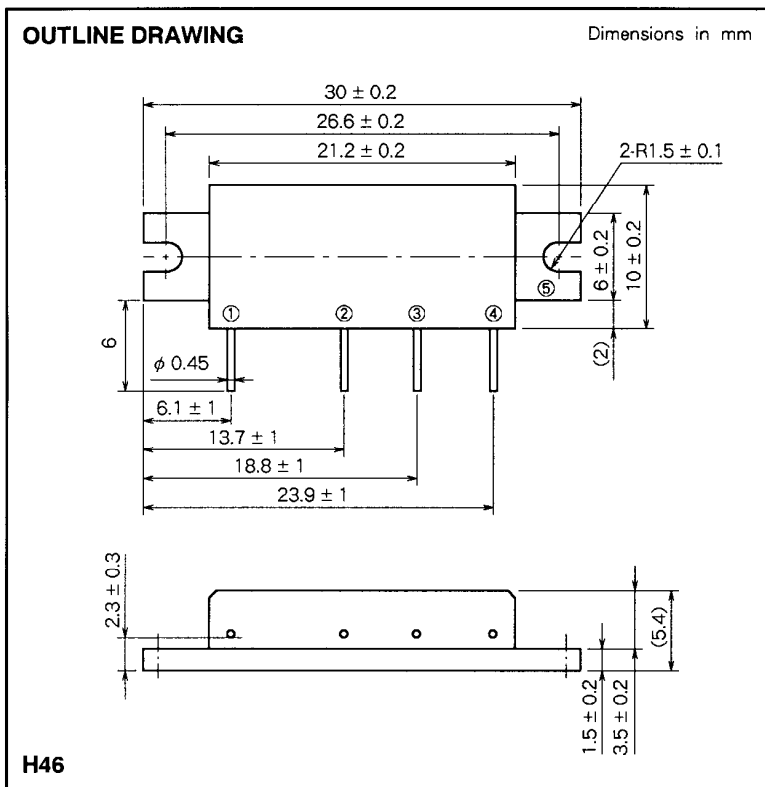 OUTLINE DRAWING
Dimensions in mm
30 ± 0.2
26.6 ± 0.2
21.2 ± 0.2
2-R1.5 ± 0.1
6 ± 0.2
10 ± 0.2
⑤
① ② ③ ④
6
(2)
ϕ 0.45
6.1 ± 1
13.7 ± 1
18.8 ± 1
23.9 ± 1
2.3 ± 0.3
(5.4)
1.5 ± 0.2
3.5 ± 0.2
H46